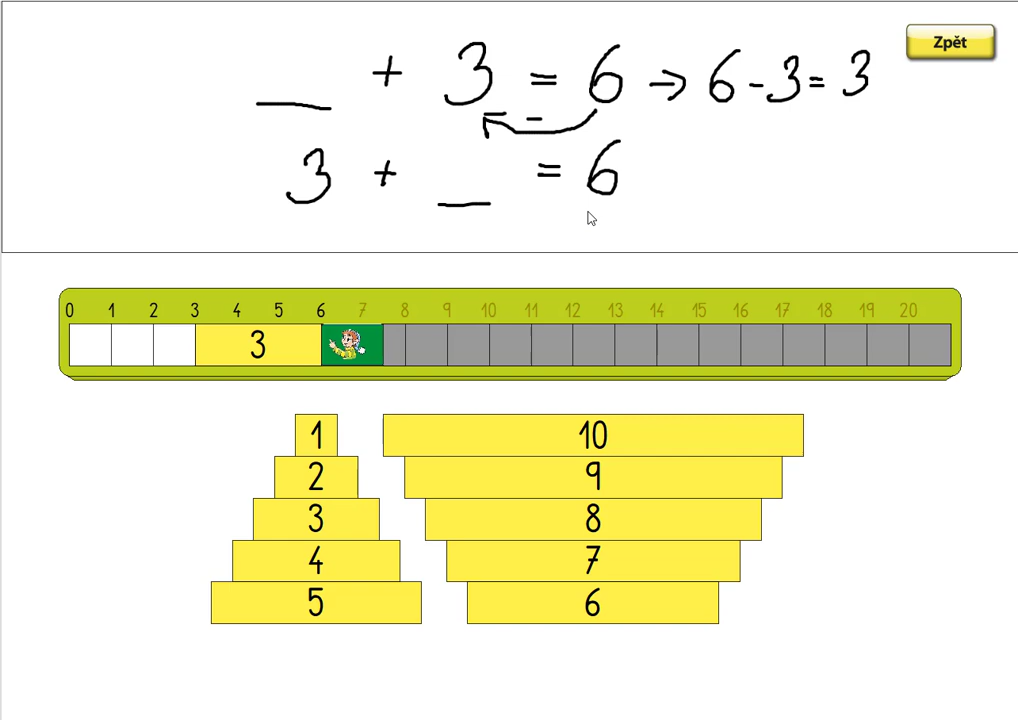 __ + 3 = 6 → 6 - 3 = 3
Zpět
-
3 + __ = 6
0 1 2 3 4 5 6 7 8 9 10 11 12 13 14 15 16 17 18 19 20
3
1 10
2 9
3 8
4 7
5 6